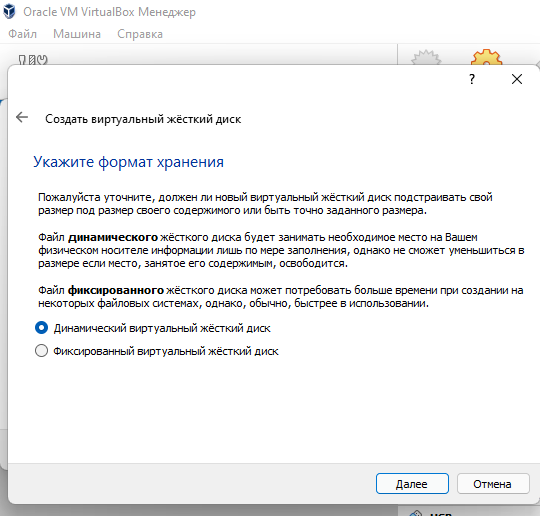 Oracle VM VirtualBox Менеджер
Файл Машина Справка
?
Создать виртуальный жёсткий диск
Укажите формат хранения
Пожалуйста уточните, должен ли новый виртуальный жёсткий диск подстраивать свой
размер под размер своего содержимого или быть точно заданного размера.
Файл динамического жёсткого диска будет занимать необходимое место на Вашем
физическом носителе информации лишь по мере заполнения, однако не сможет уменьшиться в
размере если место, занятое его содержимым, освободится.
Файл фиксированного жёсткого диска может потребовать больше времени при создании на
некоторых файловых системах, однако, обычно, быстрее в использовании.
Динамический виртуальный жёсткий диск
Фиксированный виртуальный жёсткий диск
Далее Отмена